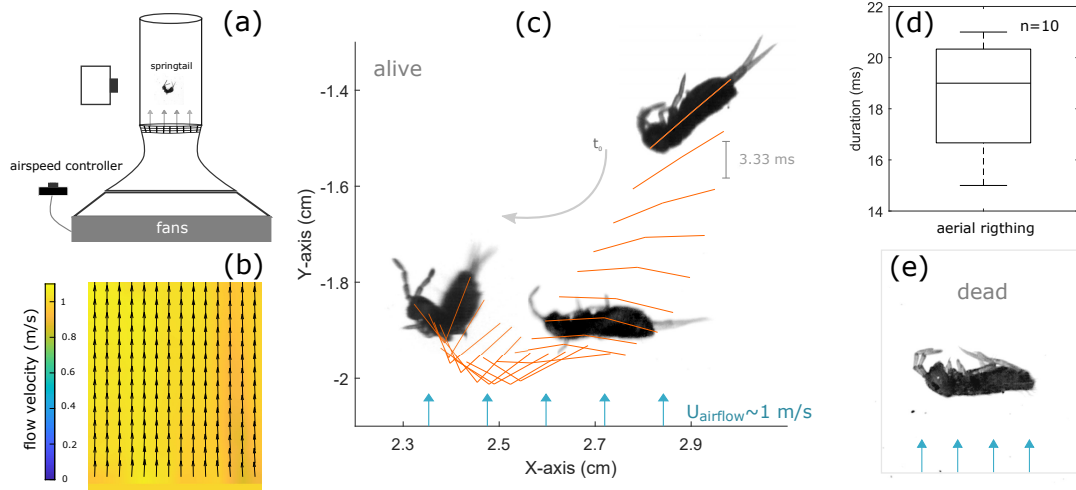 (a)
springtail
airspeed controller
fans
(b)
flow velocity (m/s)
1
0.8
0.6
0.4
0.2
0
(c)
alive
t₀
3.33 ms
Y-axis (cm)
-1.4
-1.6
-1.8
-2
U_airflow~1 m/s
2.3
2.5
2.7
2.9
X-axis (cm)
(d)
n=10
duration (ms)
22
20
18
16
14
aerial rigthing
(e)
dead